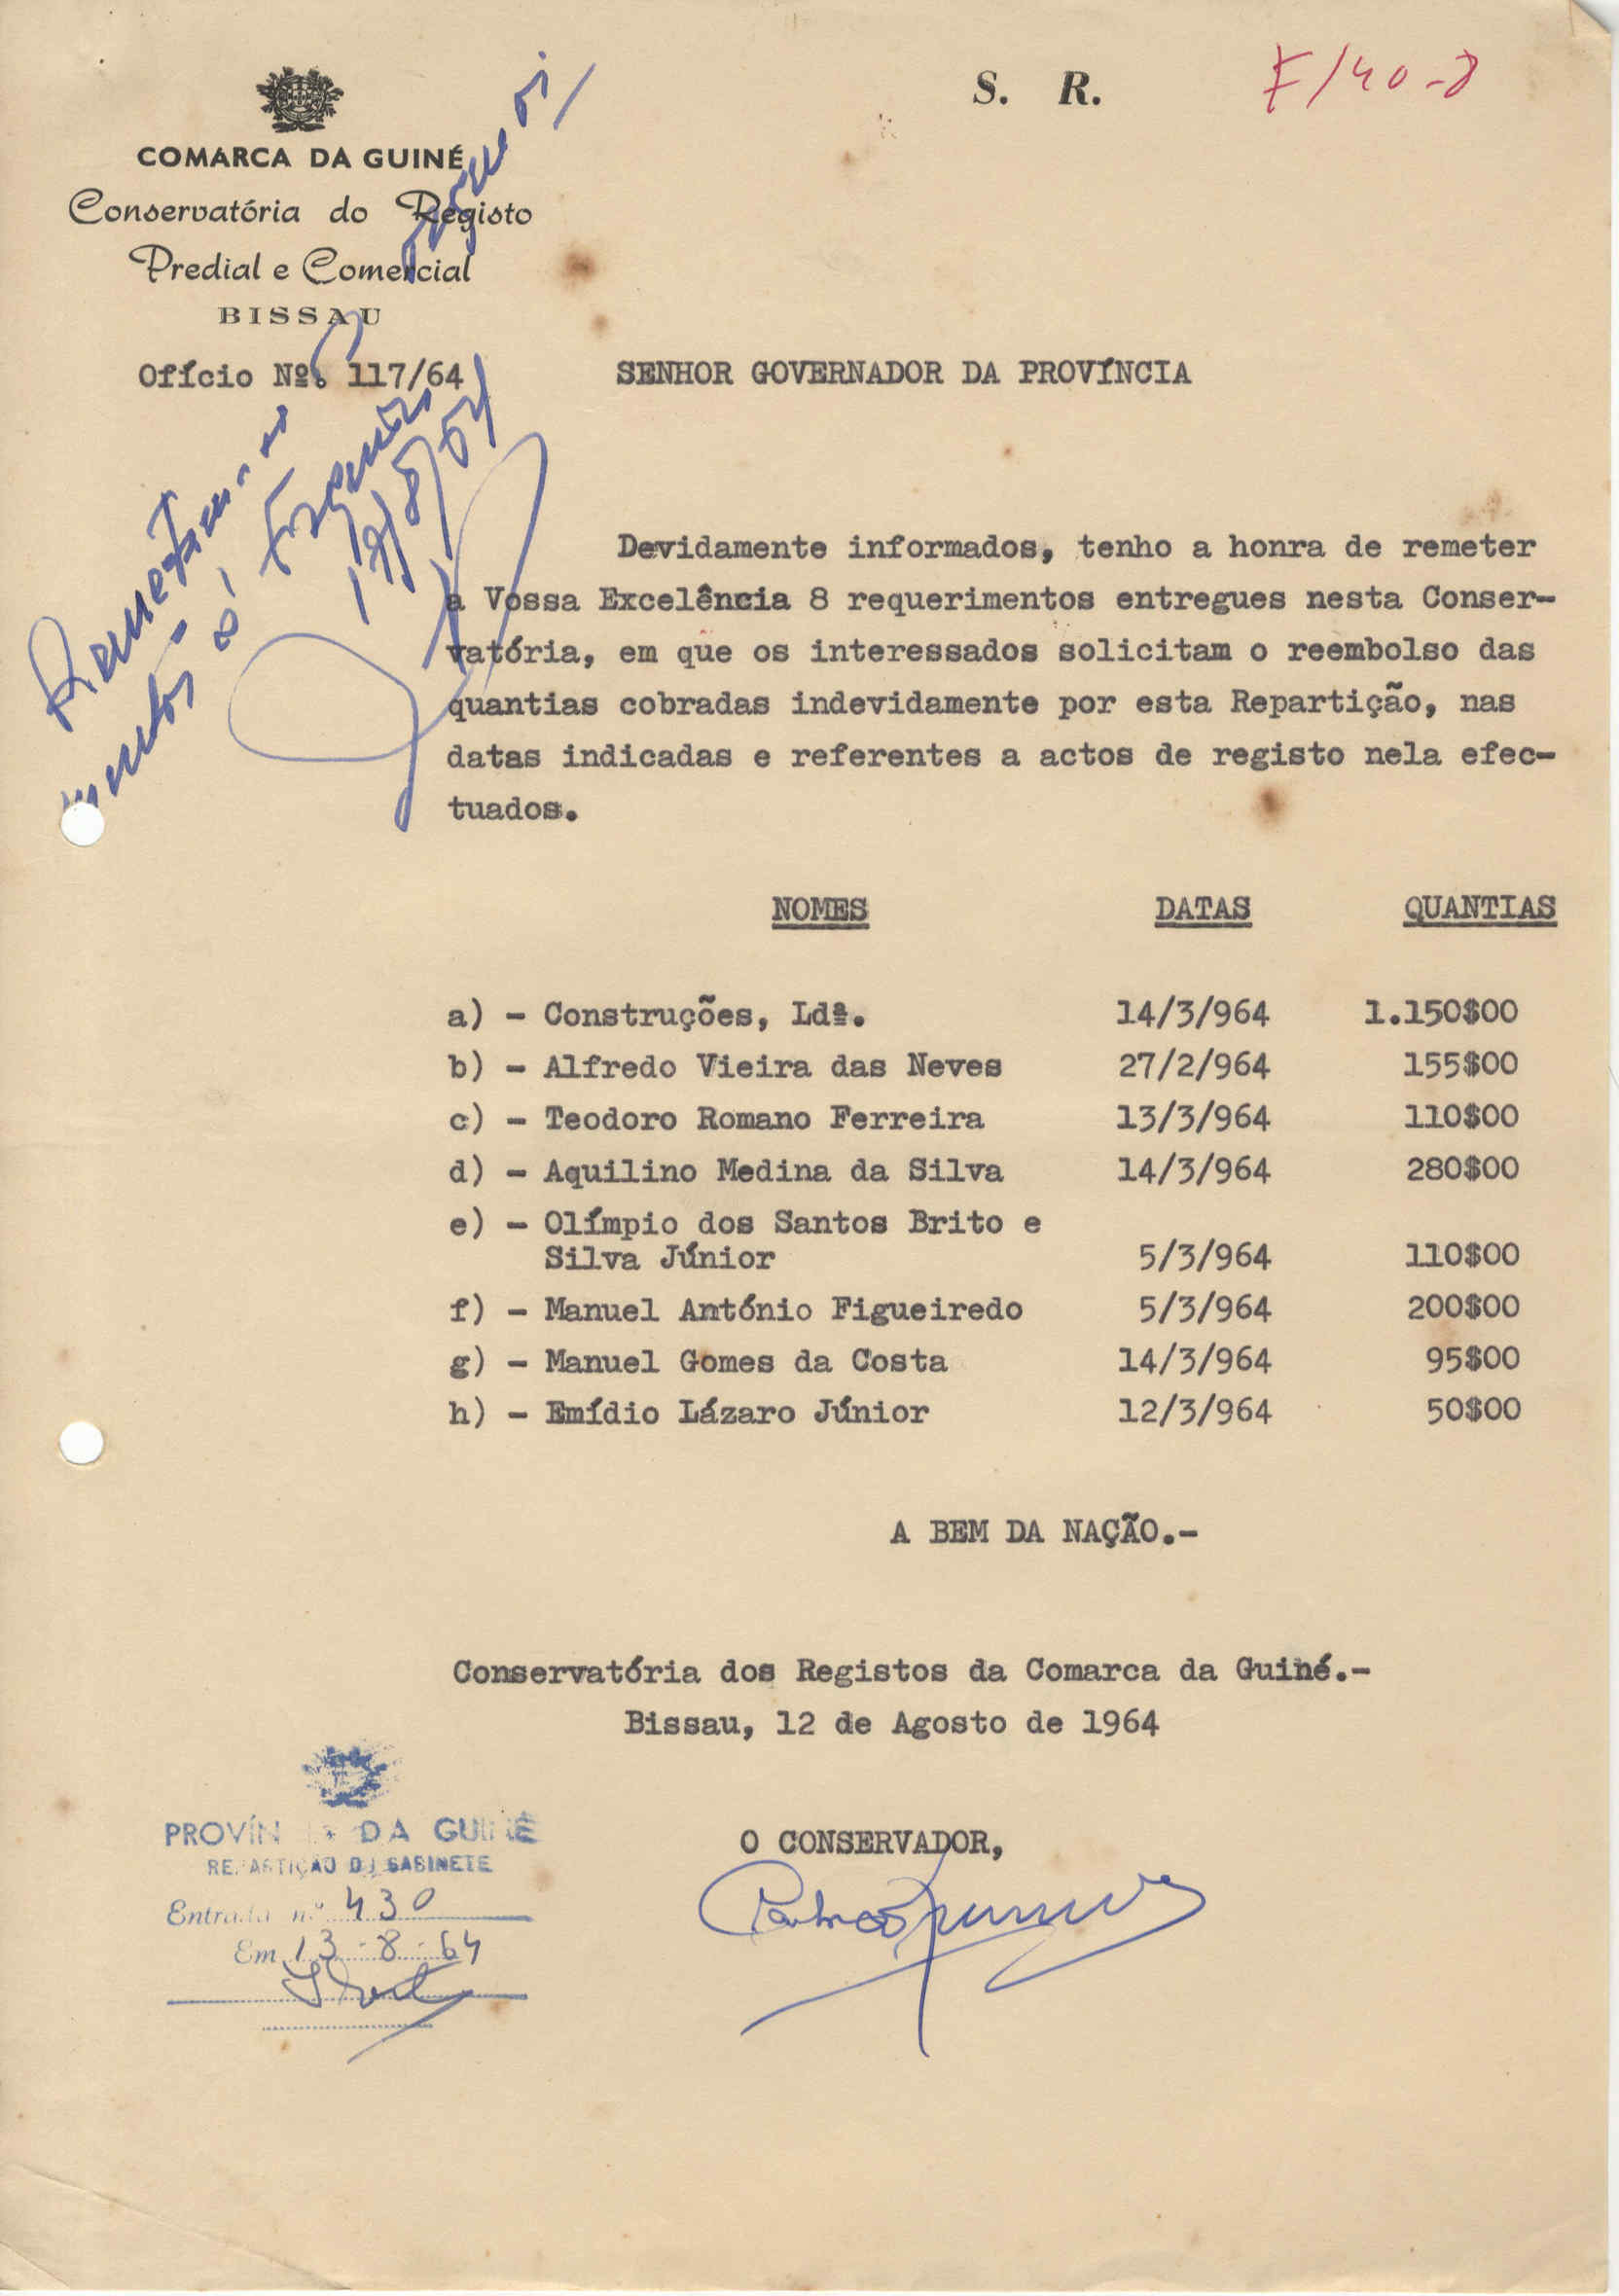 S. R.
F/40-8
COMARCA DA GUINÉ
Conservatória do Registo
Predial e Comercial
BISSAU
Ofício Nº. 117/64
SENHOR GOVERNADOR DA PROVÍNCIA
8/64
Devidamente informados, tenho a honra de remeter
a Vossa Excelência 8 requerimentos entregues nesta Conser-
vatória, em que os interessados solicitam o reembolso das
quantias cobradas indevidamente por esta Repartição, nas
datas indicadas e referentes a actos de registo nela efec-
tuados.
NOMES DATAS QUANTIAS
a) - Construções, Ldª. 14/3/964 1.150$00
b) - Alfredo Vieira das Neves 27/2/964 155$00
c) - Teodoro Romano Ferreira 13/3/964 110$00
d) - Aquilino Medina da Silva 14/3/964 280$00
e) - Olímpio dos Santos Brito e
Silva Júnior 5/3/964 110$00
f) - Manuel António Figueiredo 5/3/964 200$00
g) - Manuel Gomes da Costa 14/3/964 95$00
h) - Emídio Lázaro Júnior 12/3/964 50$00
A BEM DA NAÇÃO.-
Conservatória dos Registos da Comarca da Guiné.-
Bissau, 12 de Agosto de 1964
O CONSERVADOR,
PROVÍNCIA DA GUINÉ
REPARTIÇÃO DO GABINETE
Entrada nº 430
Em 13-8-64